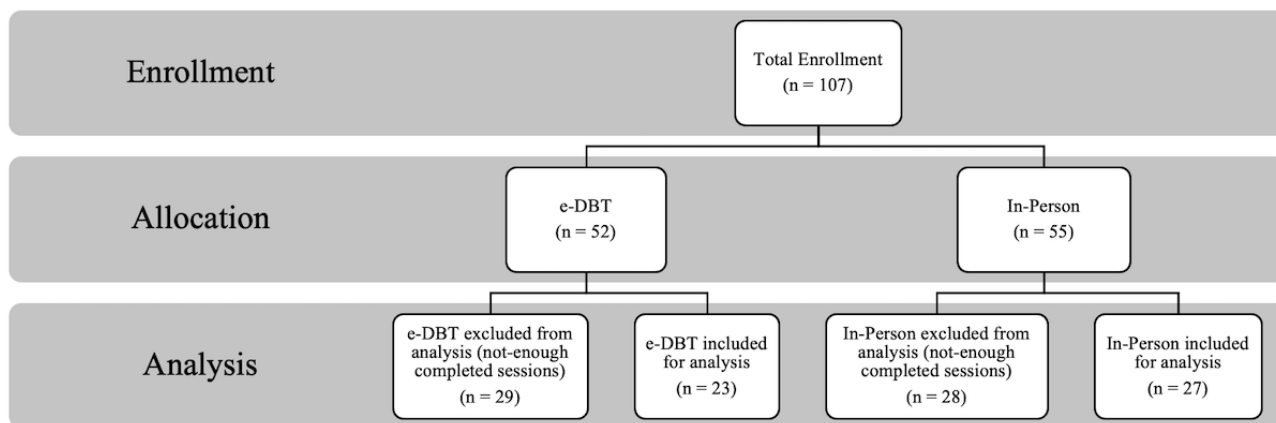 Enrollment
Total Enrollment
(n = 107)
Allocation
e-DBT
(n = 52)
In-Person
(n = 55)
Analysis
e-DBT excluded from
analysis (not-enough
completed sessions)
(n = 29)
e-DBT included
for analysis
(n = 23)
In-Person excluded from
analysis (not-enough
completed sessions)
(n = 28)
In-Person included
for analysis
(n = 27)